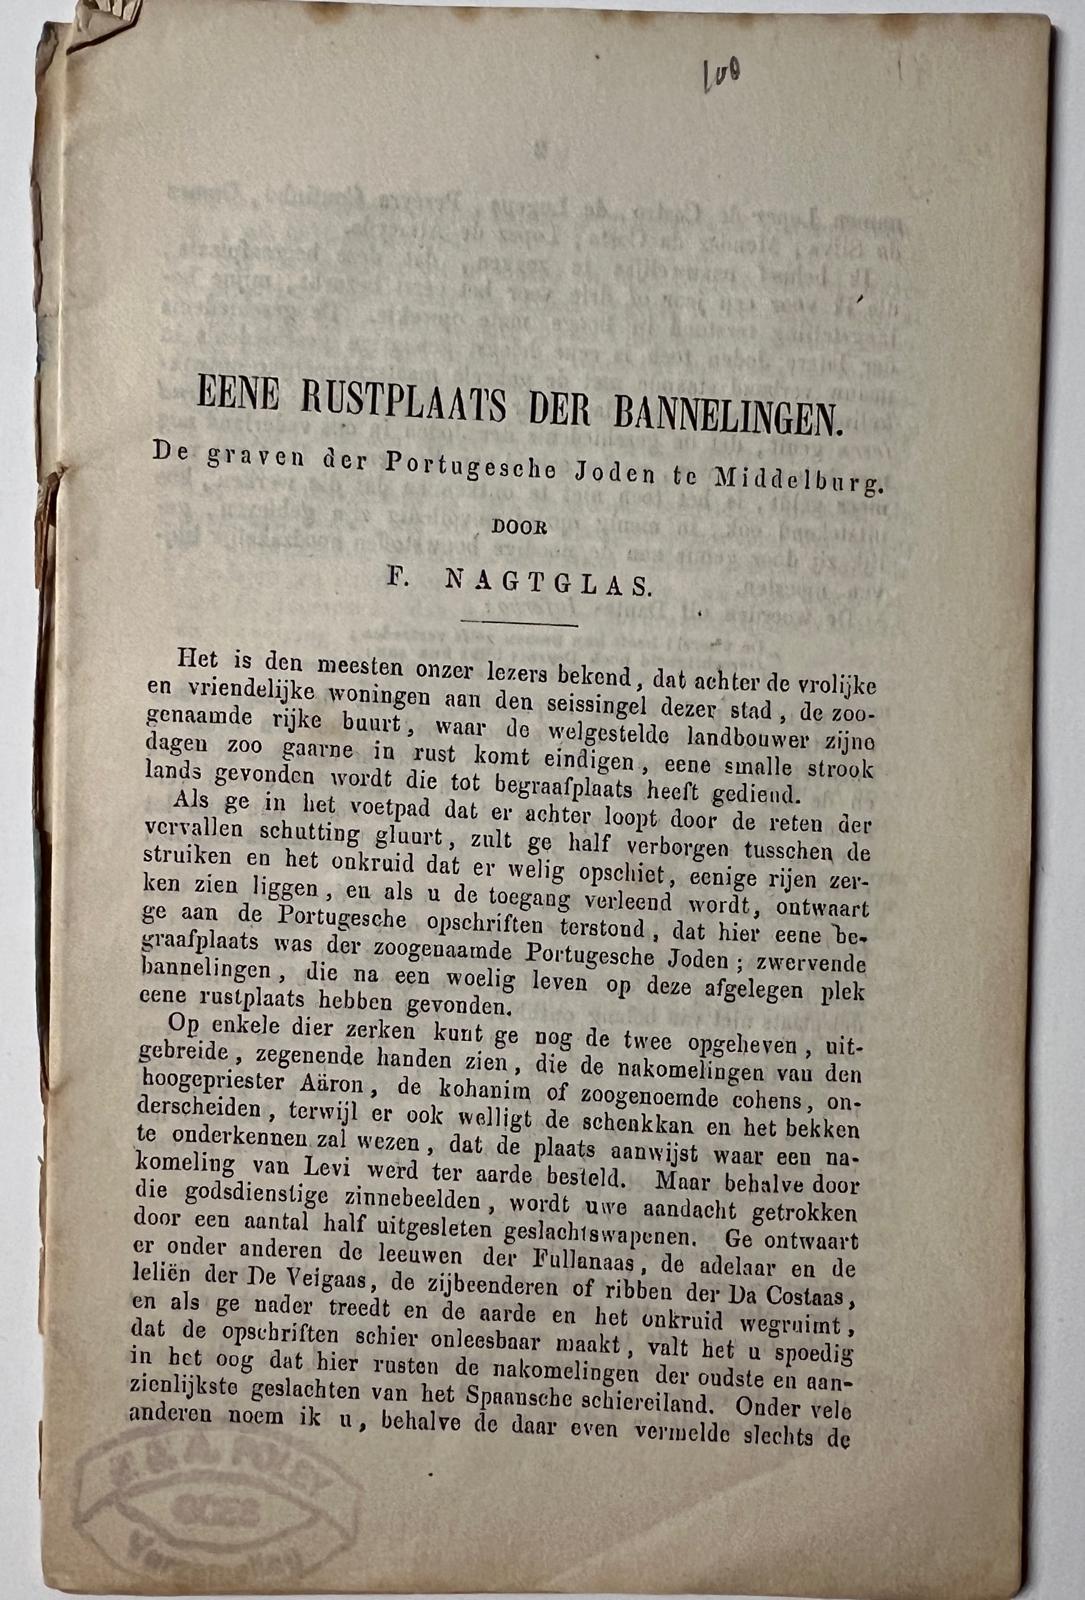 100
EENE RUSTPLAATS DER BANNELINGEN.
De graven der Portugesche Joden te Middelburg.
DOOR
F. NAGTGLAS.
Het is den meesten onzer lezers bekend, dat achter de vrolijke
en vriendelijke woningen aan den seissingel dezer stad, de zoo-
genaamde rijke buurt, waar de welgestelde landbouwer zijne
dagen zoo gaarne in rust komt eindigen, eene smalle strook
lands gevonden wordt die tot begraafplaats heeft gediend.
Als ge in het voetpad dat er achter loopt door de reten der
vervallen schutting gluurt, zult ge half verborgen tusschen de
struiken en het onkruid dat er welig opschiet, eenige rijen zer-
ken zien liggen, en als u de toegang verleend wordt, ontwaart
ge aan de Portugesche opschriften terstond, dat hier eene be-
graafplaats was der zoogenaamde Portugesche Joden; zwervende
bannelingen, die na een woelig leven op deze afgelegen plek
eene rustplaats hebben gevonden.
Op enkele dier zerken kunt ge nog de twee opgeheven, uit-
gebreide, zegenende handen zien, die de nakomelingen van den
hoogepriester Aäron, de kohanim of zoogenoemde cohens, on-
derscheiden, terwijl er ook welligt de schenkkan en het bekken
te onderkennen zal wezen, dat de plaats aanwijst waar een na-
komeling van Levi werd ter aarde besteld. Maar behalve door
die godsdienstige zinnebeelden, wordt uwe aandacht getrokken
door een aantal half uitgesleten geslachtswapenen. Ge ontwaart
er onder anderen de leeuwen der Fullanaas, de adelaar en de
leliën der De Veigaas, de zijbeenderen of ribben der Da Costaas,
en als ge nader treedt en de aarde en het onkruid wegruimt,
dat de opschriften schier onleesbaar maakt, valt het u spoedig
in het oog dat hier rusten de nakomelingen der oudste en aan-
zienlijkste geslachten van het Spaansche schiereiland. Onder vele
anderen noem ik u, behalve de daar even vermelde slechts de
POLEY
GOES
Verzameling